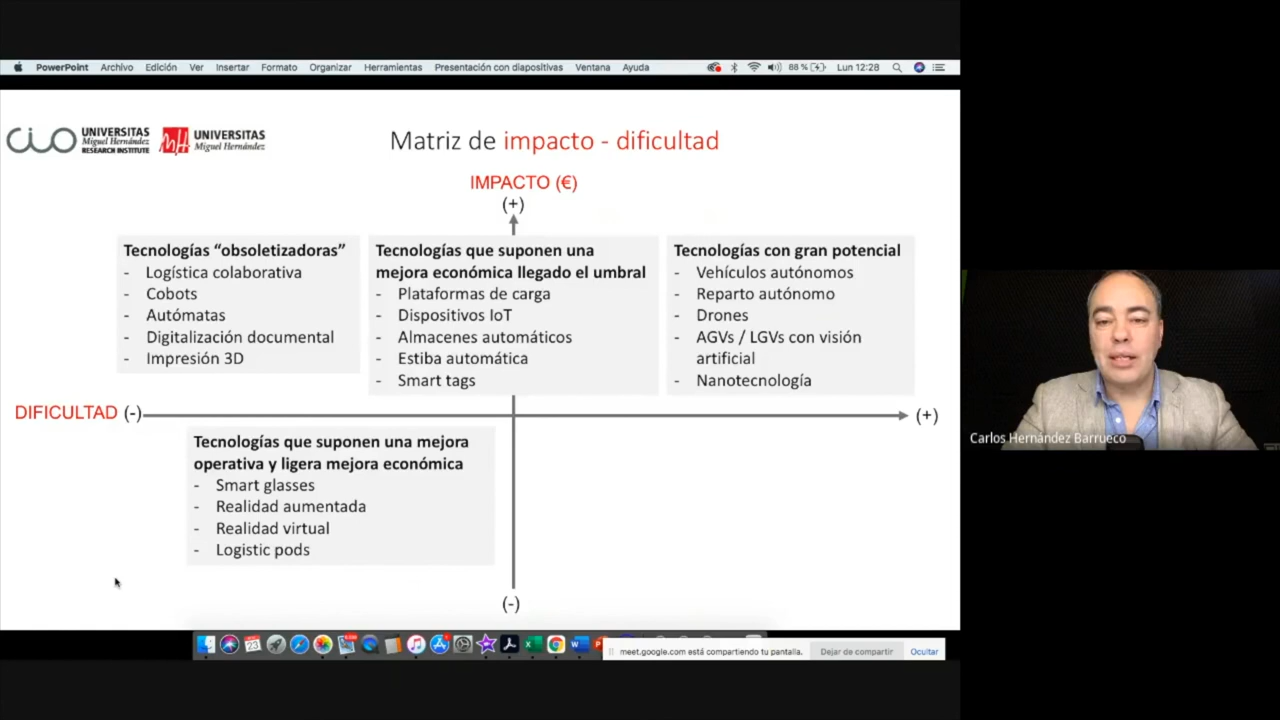 PowerPoint Archivo Edición Ver Insertar Formato Organizar Herramientas Presentación con diapositivas Ventana Ayuda 88 % Lun 12:28
CIO UNIVERSITAS Miguel Hernández RESEARCH INSTITUTE
UNIVERSITAS Miguel Hernández
Matriz de impacto - dificultad
IMPACTO (€)
(+)
Tecnologías “obsoletizadoras”
- Logística colaborativa
- Cobots
- Autómatas
- Digitalización documental
- Impresión 3D
Tecnologías que suponen una
mejora económica llegado el umbral
- Plataformas de carga
- Dispositivos IoT
- Almacenes automáticos
- Estiba automática
- Smart tags
Tecnologías con gran potencial
- Vehículos autónomos
- Reparto autónomo
- Drones
- AGVs / LGVs con visión
artificial
- Nanotecnología
DIFICULTAD (-)
(+)
Tecnologías que suponen una mejora
operativa y ligera mejora económica
- Smart glasses
- Realidad aumentada
- Realidad virtual
- Logistic pods
(-)
Carlos Hernández Barrueco
meet.google.com está compartiendo tu pantalla. Dejar de compartir Ocultar